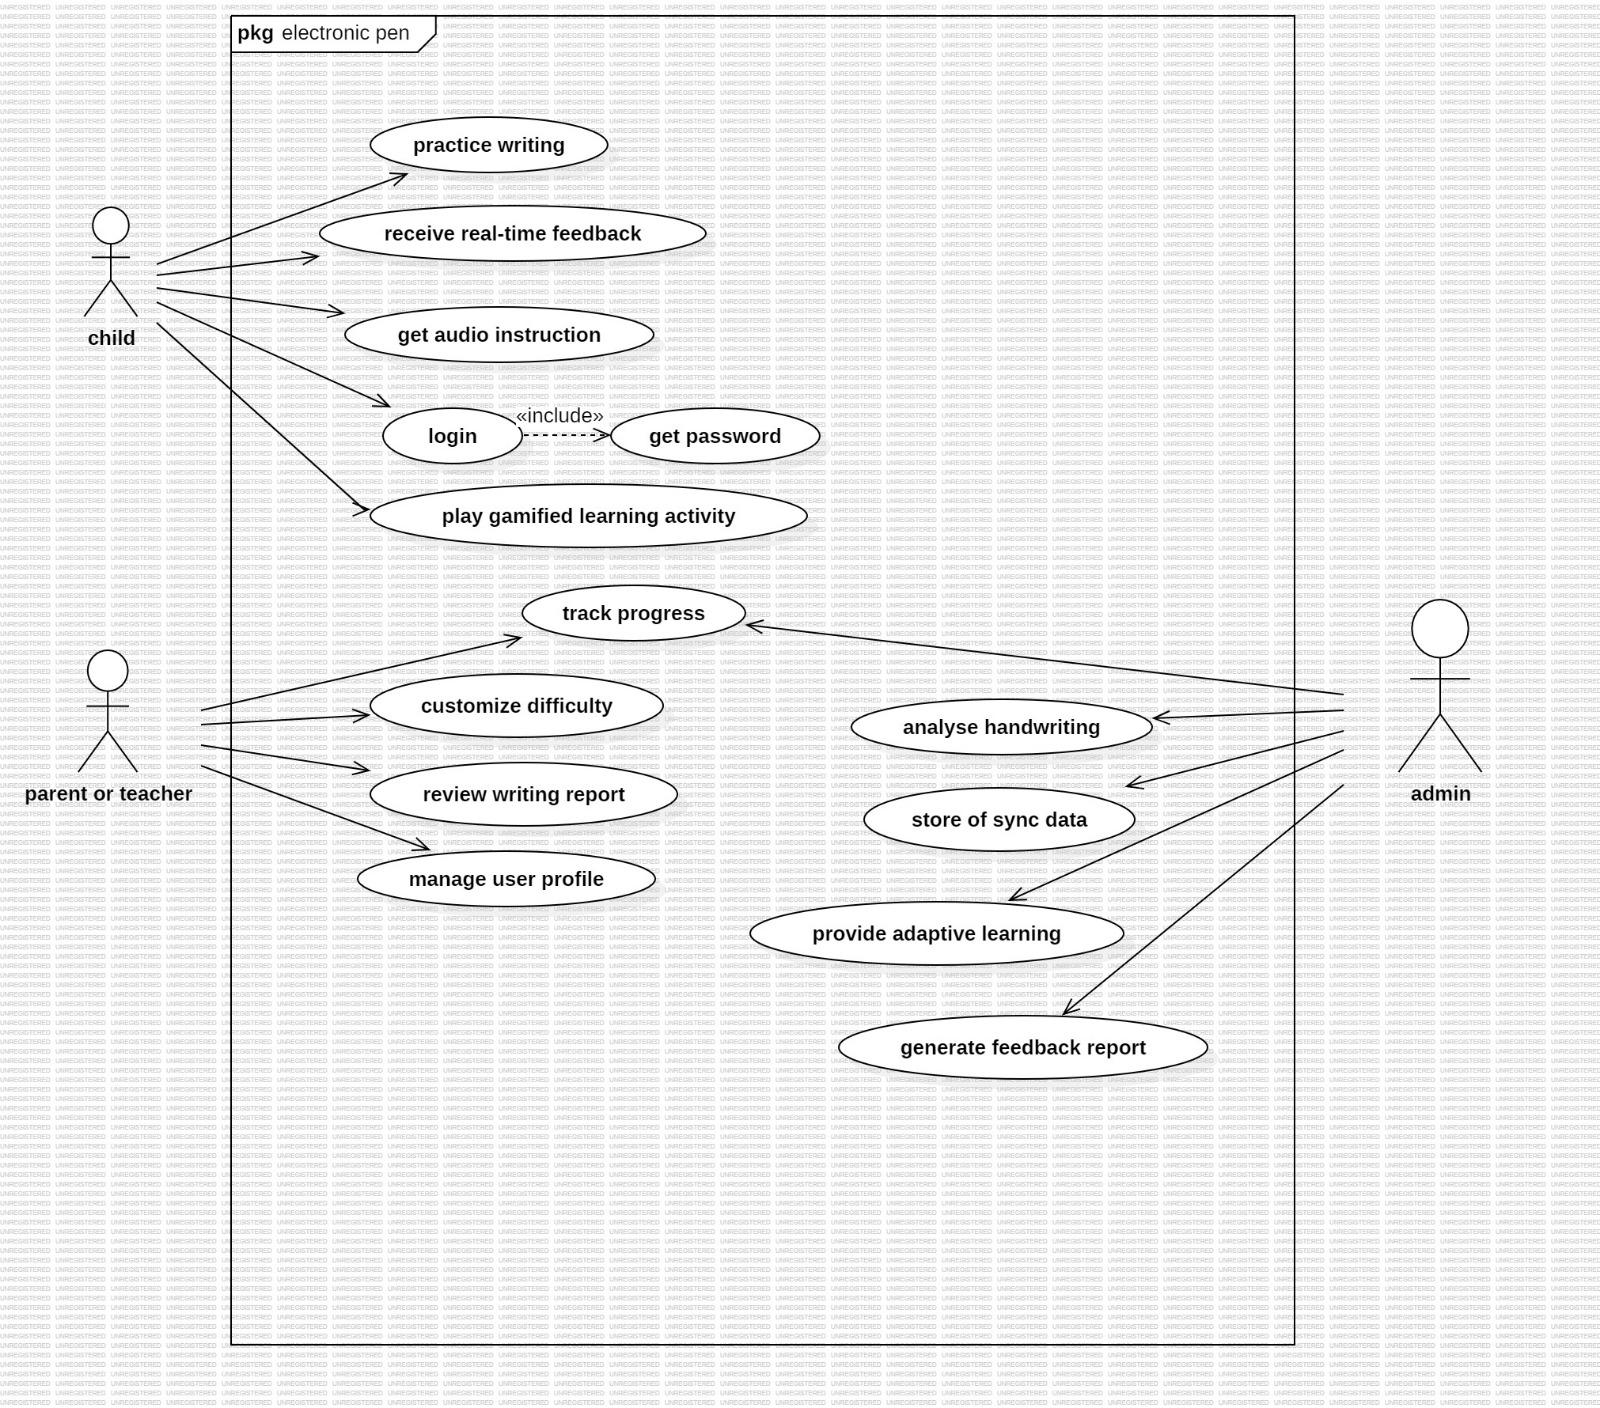 pkg electronic pen
practice writing
receive real-time feedback
get audio instruction
child
«include»
login
get password
play gamified learning activity
track progress
customize difficulty
analyse handwriting
parent or teacher
review writing report
admin
store of sync data
manage user profile
provide adaptive learning
generate feedback report
UNREGISTERED